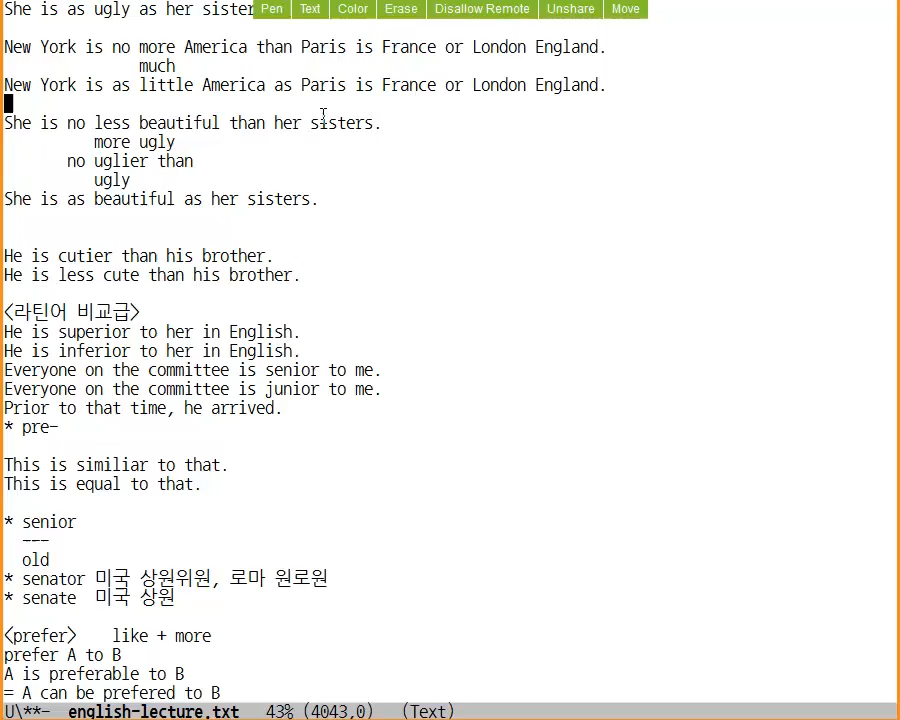 She is as ugly as her sister
Pen Text Color Erase Disallow Remote Unshare Move
New York is no more America than Paris is France or London England.
much
New York is as little America as Paris is France or London England.
She is no less beautiful than her sisters.
more ugly
no uglier than
ugly
She is as beautiful as her sisters.
He is cutier than his brother.
He is less cute than his brother.
<라틴어 비교급>
He is superior to her in English.
He is inferior to her in English.
Everyone on the committee is senior to me.
Everyone on the committee is junior to me.
Prior to that time, he arrived.
* pre-
This is similiar to that.
This is equal to that.
* senior
---
old
* senator 미국 상원위원, 로마 원로원
* senate 미국 상원
<prefer> like + more
prefer A to B
A is preferable to B
= A can be prefered to B
U\**- english-lecture.txt 43% (4043,0) (Text)